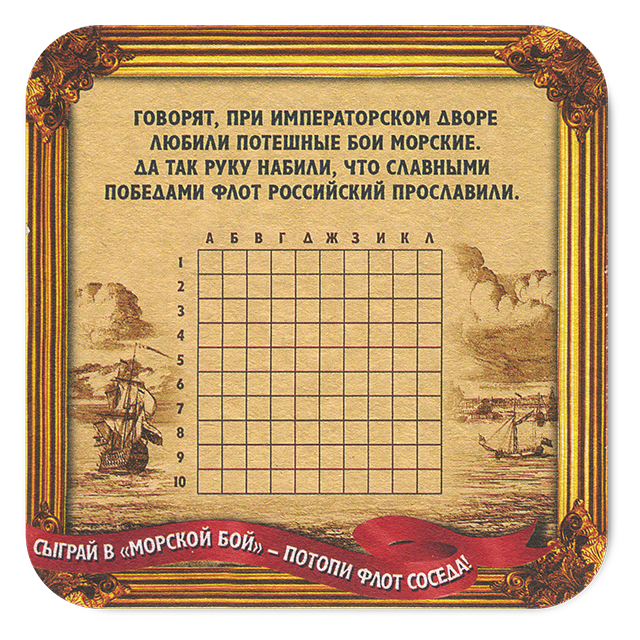 ГОВОРЯТ, ПРИ ИМПЕРАТОРСКОМ ДВОРЕ
ЛЮБИЛИ ПОТЕШНЫЕ БОИ МОРСКИЕ.
ДА ТАК РУКУ НАБИЛИ, ЧТО СЛАВНЫМИ
ПОБЕДАМИ ФЛОТ РОССИЙСКИЙ ПРОСЛАВИЛИ.
А Б В Г Д Ж З И К Л
1
2
3
4
5
6
7
8
9
10
СЫГРАЙ В «МОРСКОЙ БОЙ» – ПОТОПИ ФЛОТ СОСЕДА!